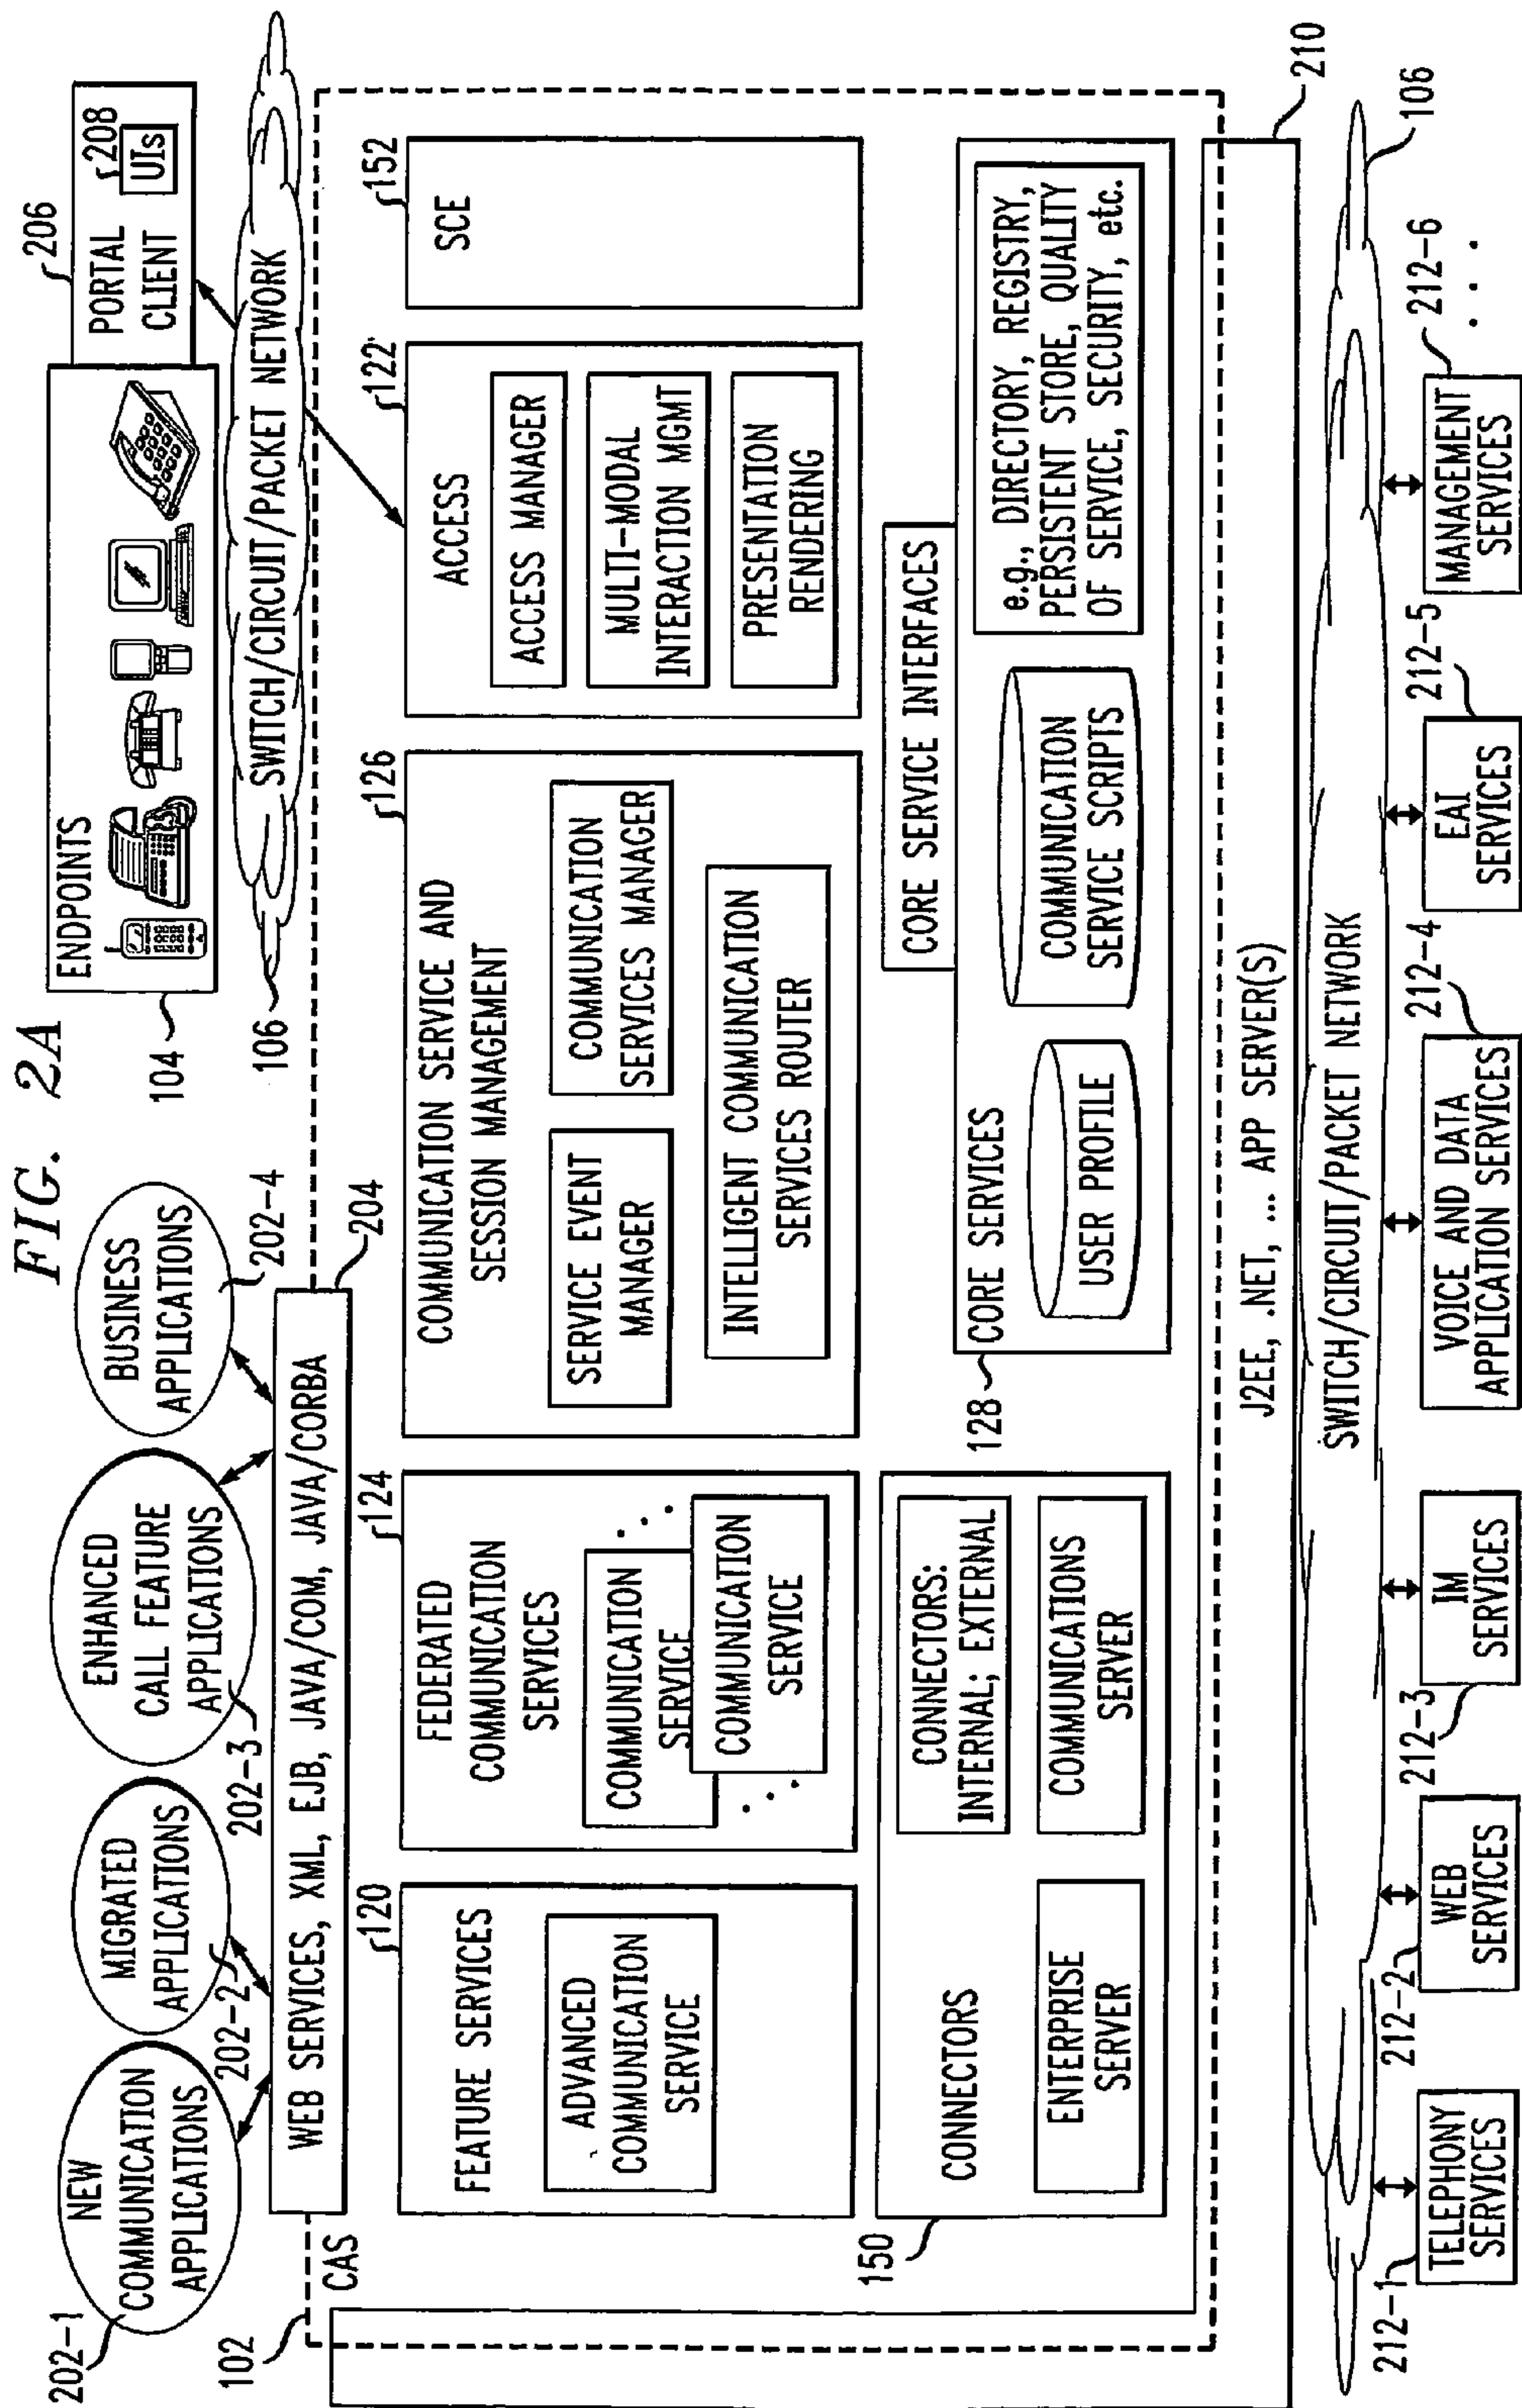 FIG. 2A
202-1
NEW
COMMUNICATION
APPLICATIONS
MIGRATED
APPLICATIONS
202-2
ENHANCED
CALL FEATURE
APPLICATIONS
202-3
BUSINESS
APPLICATIONS
202-4
ENDPOINTS
104
206
PORTAL
CLIENT
208
UIs
106
SWITCH/CIRCUIT/PACKET NETWORK
WEB SERVICES, XML, EJB, JAVA/COM, JAVA/CORBA
204
102
CAS
120
FEATURE SERVICES
ADVANCED
COMMUNICATION
SERVICE
124
FEDERATED
COMMUNICATION
SERVICES
COMMUNICATION
SERVICE
COMMUNICATION
SERVICE
126
COMMUNICATION SERVICE AND
SESSION MANAGEMENT
SERVICE EVENT
MANAGER
COMMUNICATION
SERVICES MANAGER
INTELLIGENT COMMUNICATION
SERVICES ROUTER
122
ACCESS
ACCESS MANAGER
MULTI-MODAL
INTERACTION MGMT
PRESENTATION
RENDERING
152
SCE
150
CONNECTORS
ENTERPRISE
SERVER
CONNECTORS:
INTERNAL; EXTERNAL
COMMUNICATIONS
SERVER
128
CORE SERVICES
USER PROFILE
CORE SERVICE INTERFACES
COMMUNICATION
SERVICE SCRIPTS
e.g., DIRECTORY, REGISTRY,
PERSISTENT STORE, QUALITY
OF SERVICE, SECURITY, etc.
J2EE, .NET, ... APP SERVER(S)
210
SWITCH/CIRCUIT/PACKET NETWORK
106
212-1
TELEPHONY
SERVICES
212-2
WEB
SERVICES
212-3
IM
SERVICES
212-4
VOICE AND DATA
APPLICATION SERVICES
212-5
EAI
SERVICES
212-6
MANAGEMENT
SERVICES
. . .